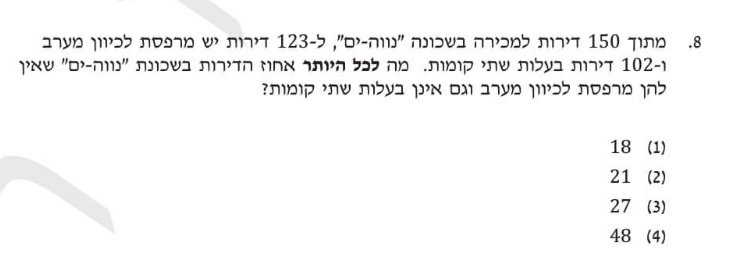 8. מתוך 150 דירות למכירה בשכונה "נווה-ים", ל-123 דירות יש מרפסת לכיוון מערב
ו-102 דירות בעלות שתי קומות. מה לכל היותר אחוז הדירות בשכונת "נווה-ים" שאין
להן מרפסת לכיוון מערב וגם אינן בעלות שתי קומות?
(1) 18
(2) 21
(3) 27
(4) 48